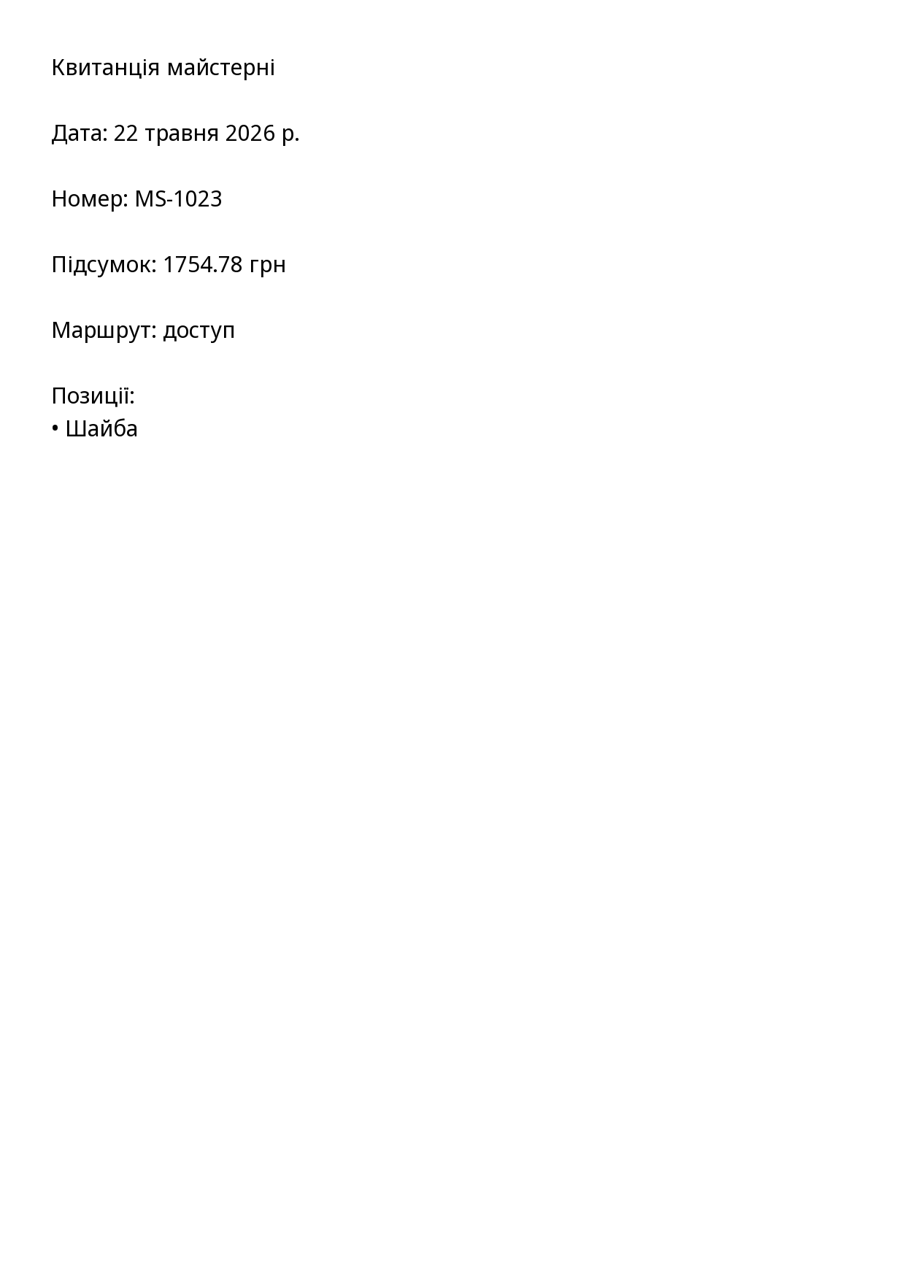 Квитанція майстерні
Дата: 22 травня 2026 р.
Номер: MS-1023
Підсумок: 1754.78 грн
Маршрут: доступ
Позиції:
• Шайба